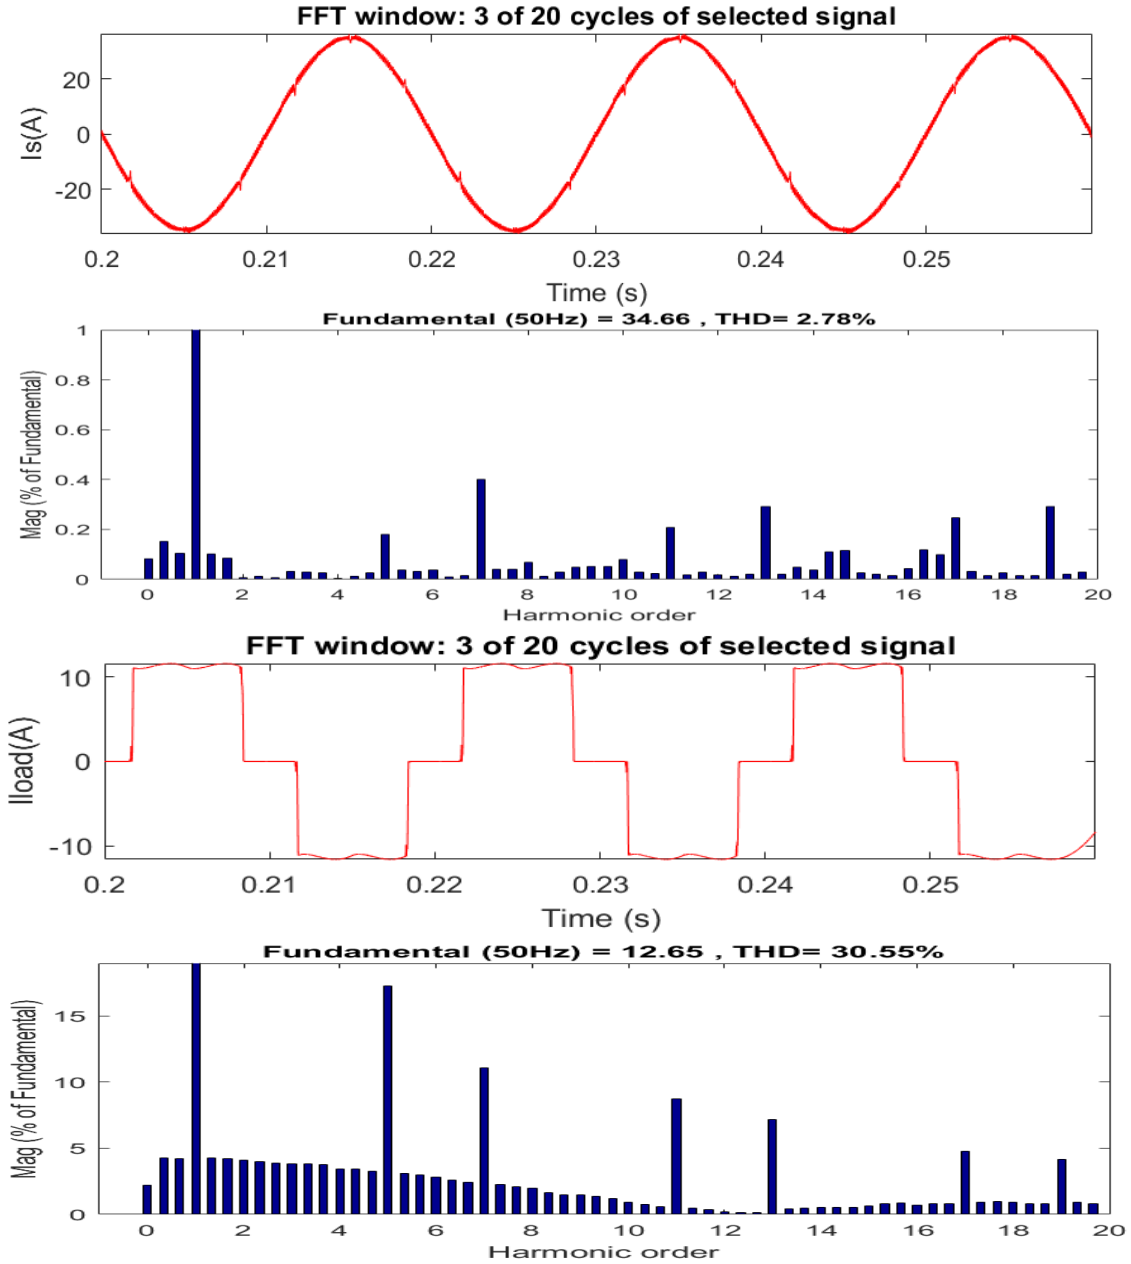 FFT window: 3 of 20 cycles of selected signal
Is(A)
20
0
-20
0.2 0.21 0.22 0.23 0.24 0.25
Time (s)
Fundamental (50Hz) = 34.66 , THD= 2.78%
Mag (% of Fundamental)
1
0.8
0.6
0.4
0.2
0
0 2 4 6 8 10 12 14 16 18 20
Harmonic order
FFT window: 3 of 20 cycles of selected signal
Iload(A)
10
0
-10
0.2 0.21 0.22 0.23 0.24 0.25
Time (s)
Fundamental (50Hz) = 12.65 , THD= 30.55%
Mag (% of Fundamental)
15
10
5
0
0 2 4 6 8 10 12 14 16 18 20
Harmonic order